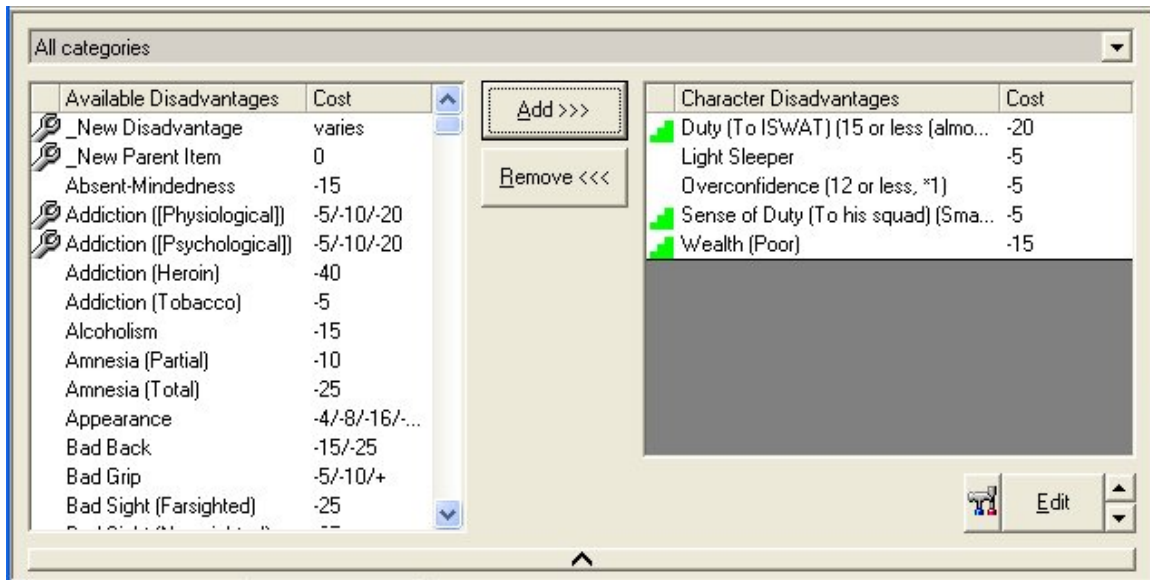 All categories
Available Disadvantages Cost
_New Disadvantage varies
_New Parent Item 0
Absent-Mindedness -15
Addiction ([Physiological]) -5/-10/-20
Addiction ([Psychological]) -5/-10/-20
Addiction (Heroin) -40
Addiction (Tobacco) -5
Alcoholism -15
Amnesia (Partial) -10
Amnesia (Total) -25
Appearance -4/-8/-16/-...
Bad Back -15/-25
Bad Grip -5/-10/+
Bad Sight (Farsighted) -25
Add >>>
Remove <<<
Character Disadvantages Cost
Duty (To ISWAT) (15 or less (almo... -20
Light Sleeper -5
Overconfidence (12 or less, *1) -5
Sense of Duty (To his squad) (Sma... -5
Wealth (Poor) -15
Edit